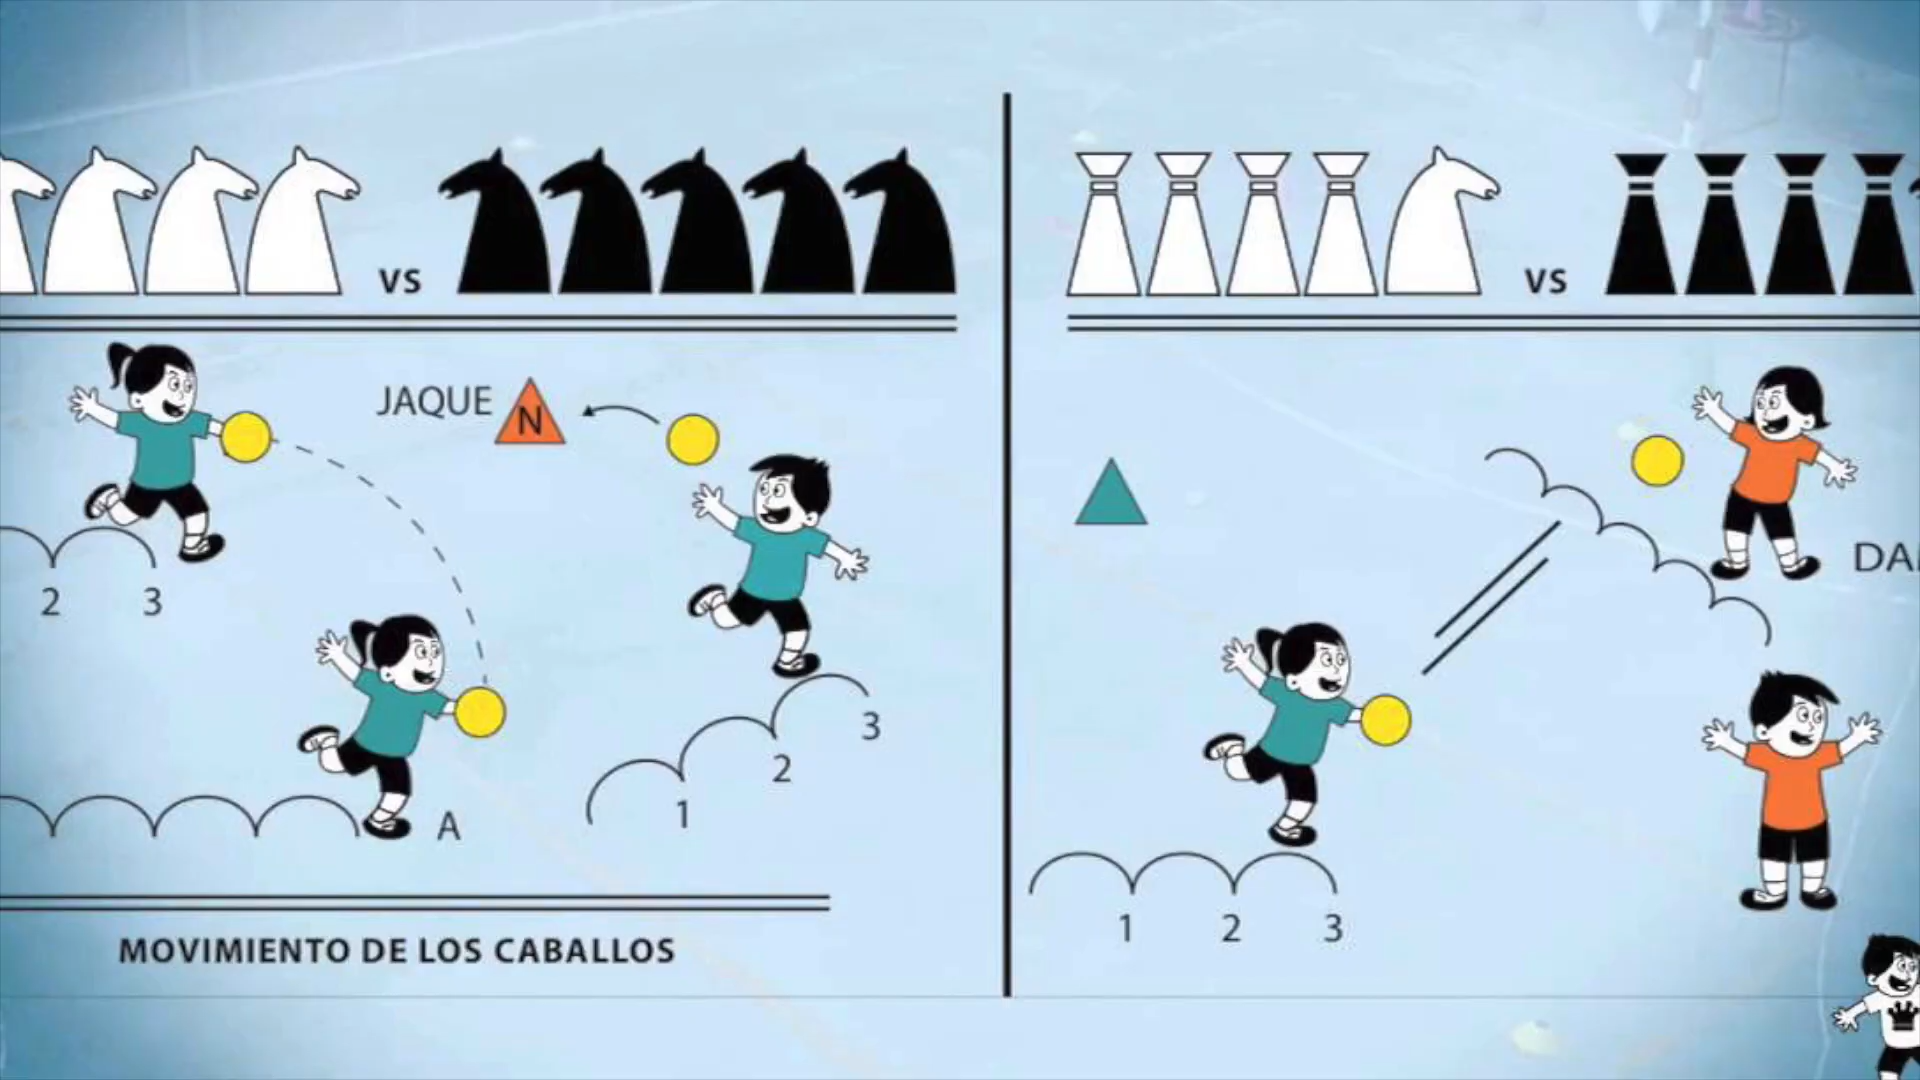 VS
JAQUE N
2 3
3
2
1
A
MOVIMIENTO DE LOS CABALLOS
VS
1 2 3